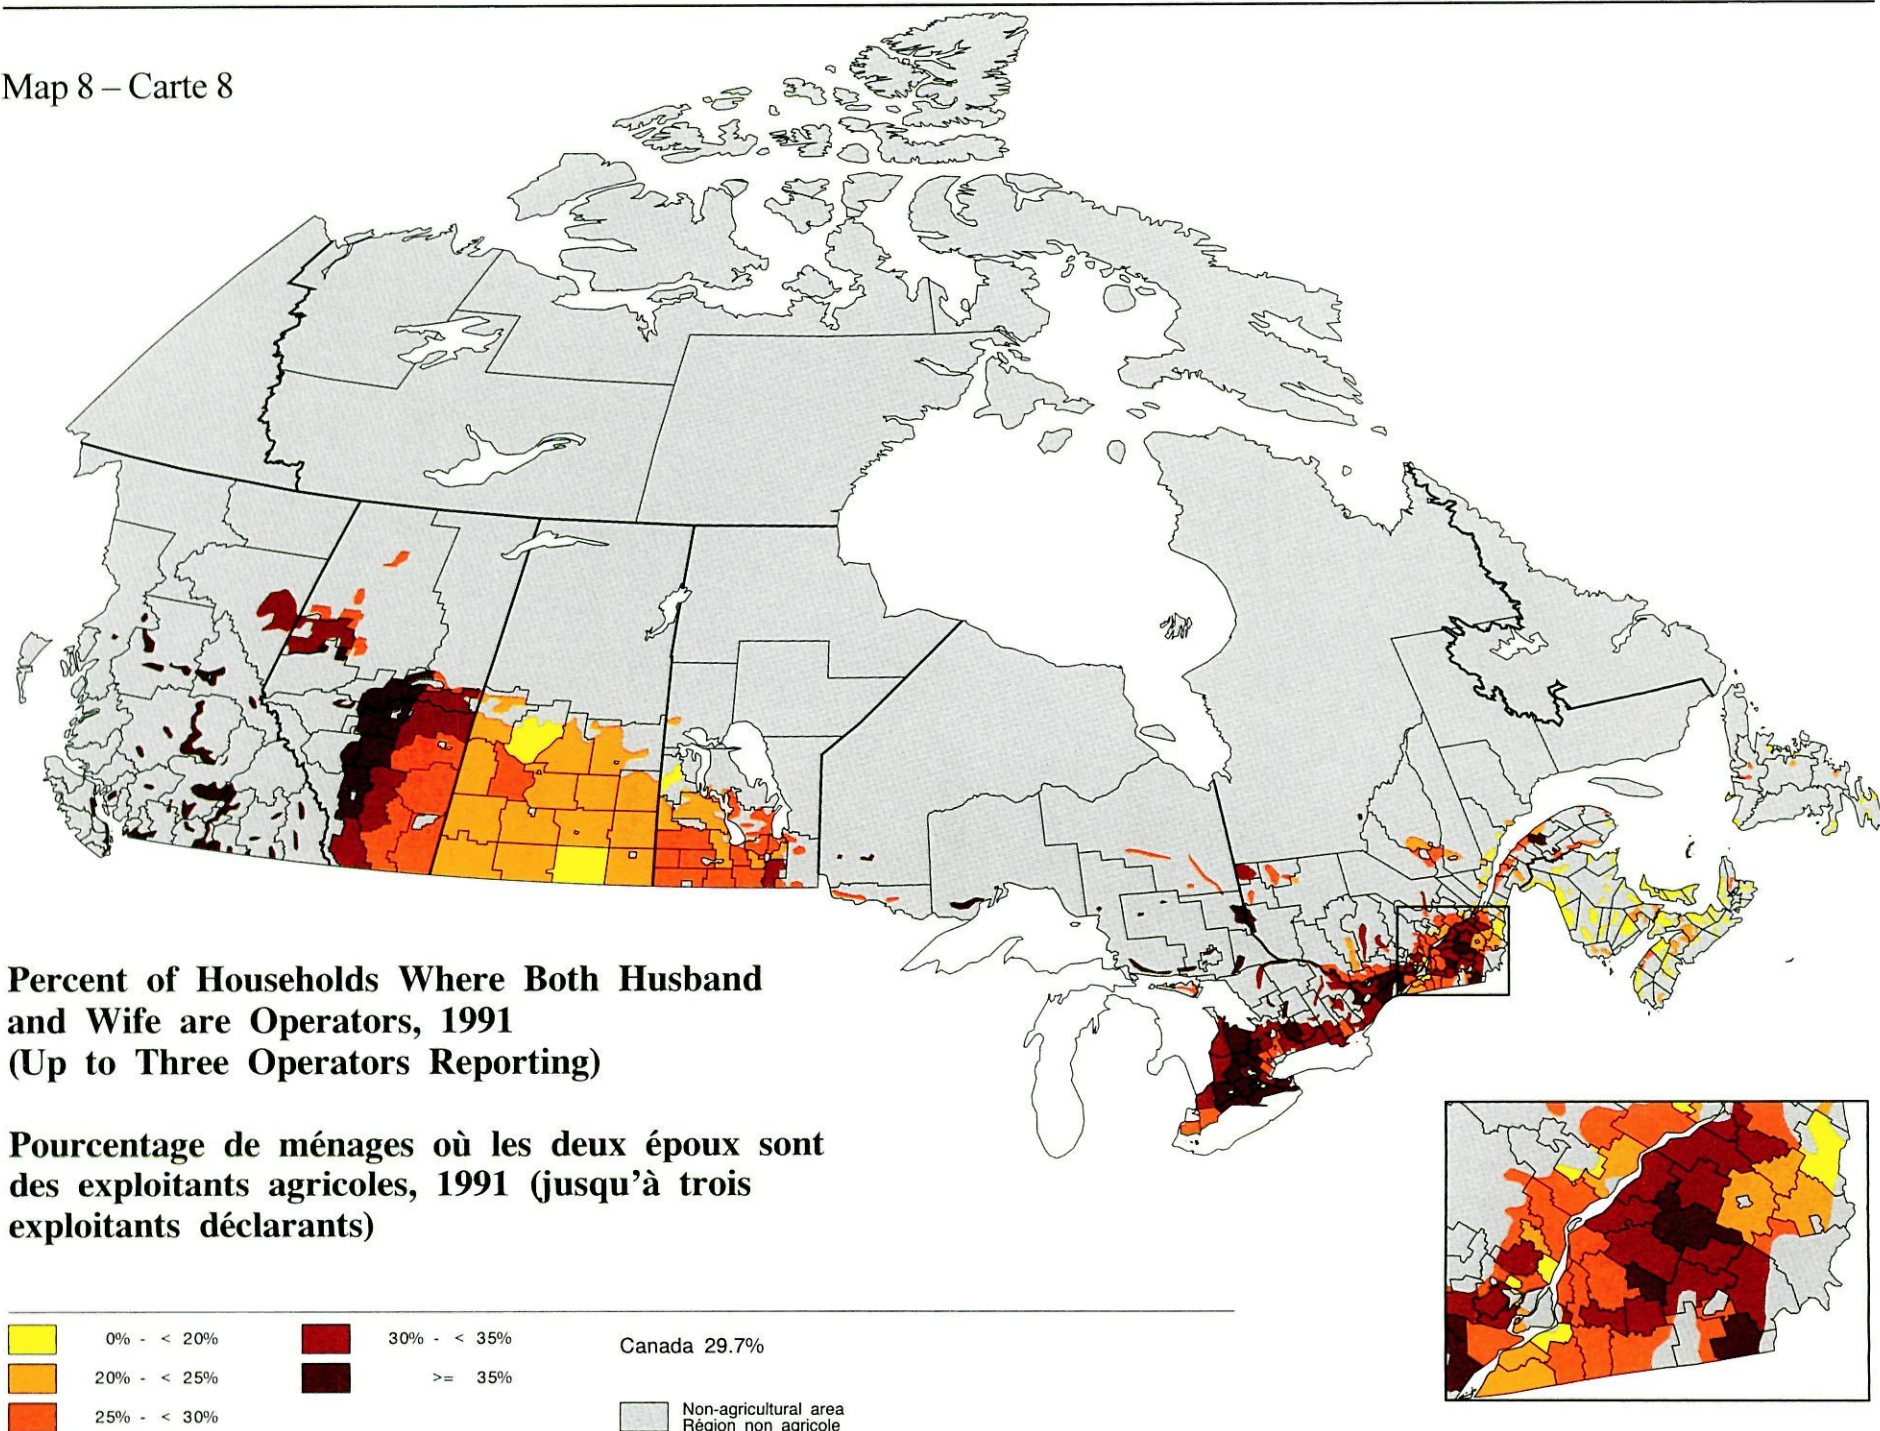 Map 8 – Carte 8
Percent of Households Where Both Husband
and Wife are Operators, 1991
(Up to Three Operators Reporting)
Pourcentage de ménages où les deux époux sont
des exploitants agricoles, 1991 (jusqu'à trois
exploitants déclarants)
0% - < 20%
20% - < 25%
25% - < 30%
30% - < 35%
>= 35%
Canada 29.7%
Non-agricultural area
Région non agricole